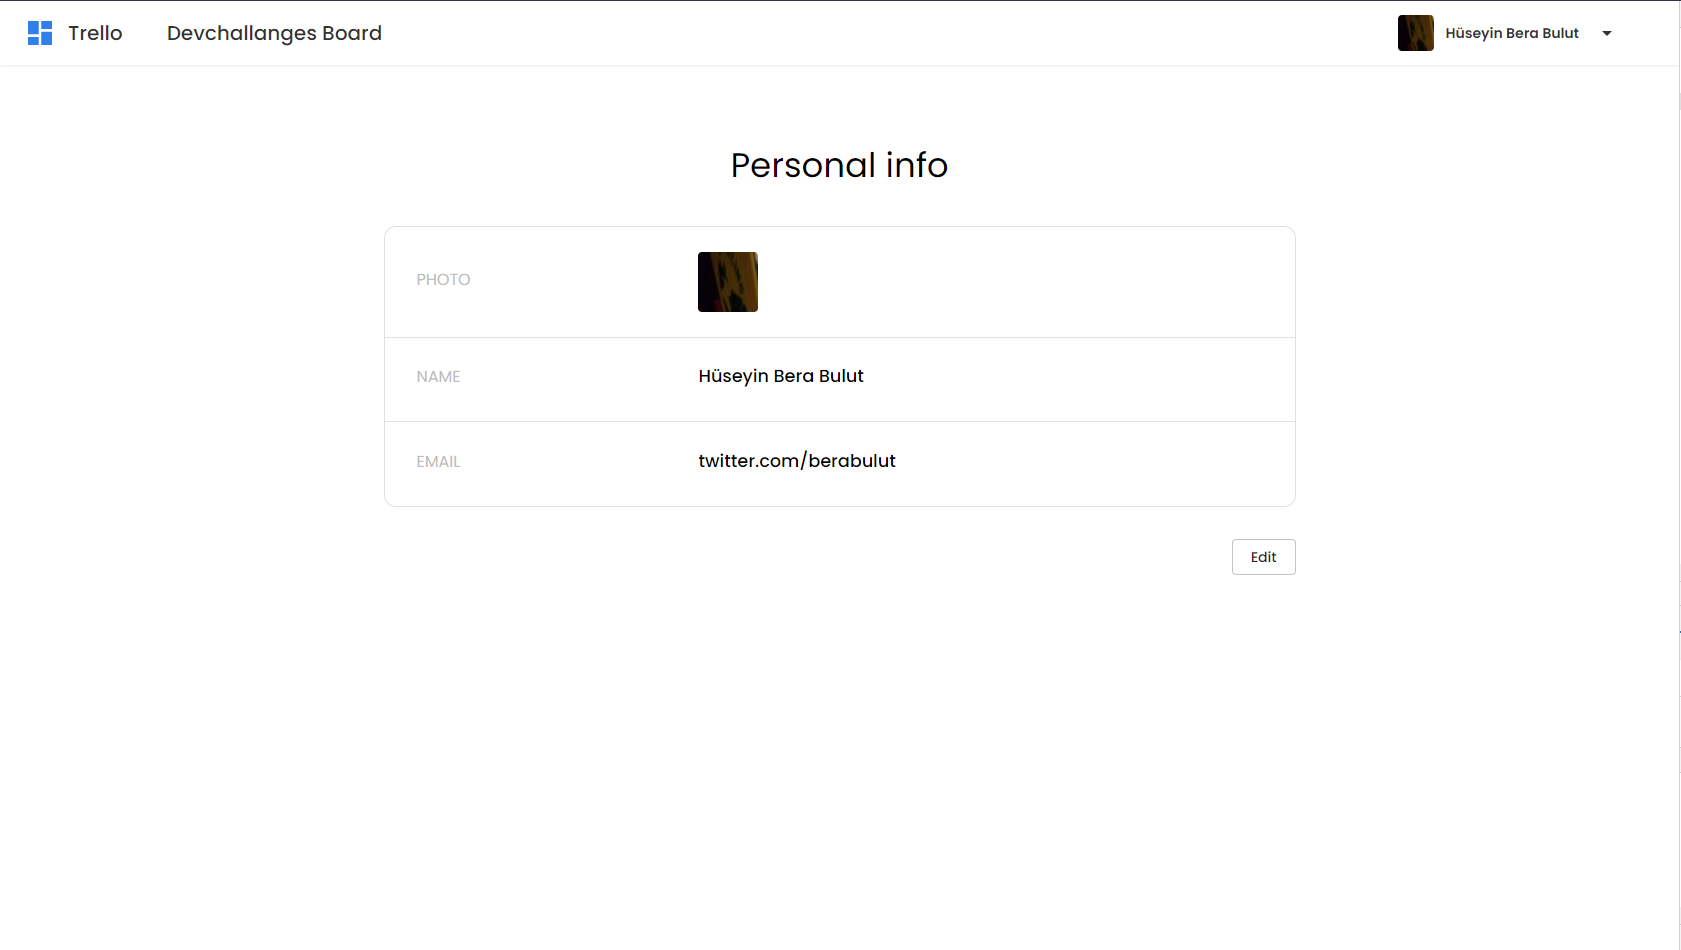 Trello
Devchallanges Board
Hüseyin Bera Bulut
Personal info
PHOTO
NAME
Hüseyin Bera Bulut
EMAIL
twitter.com/berabulut
Edit